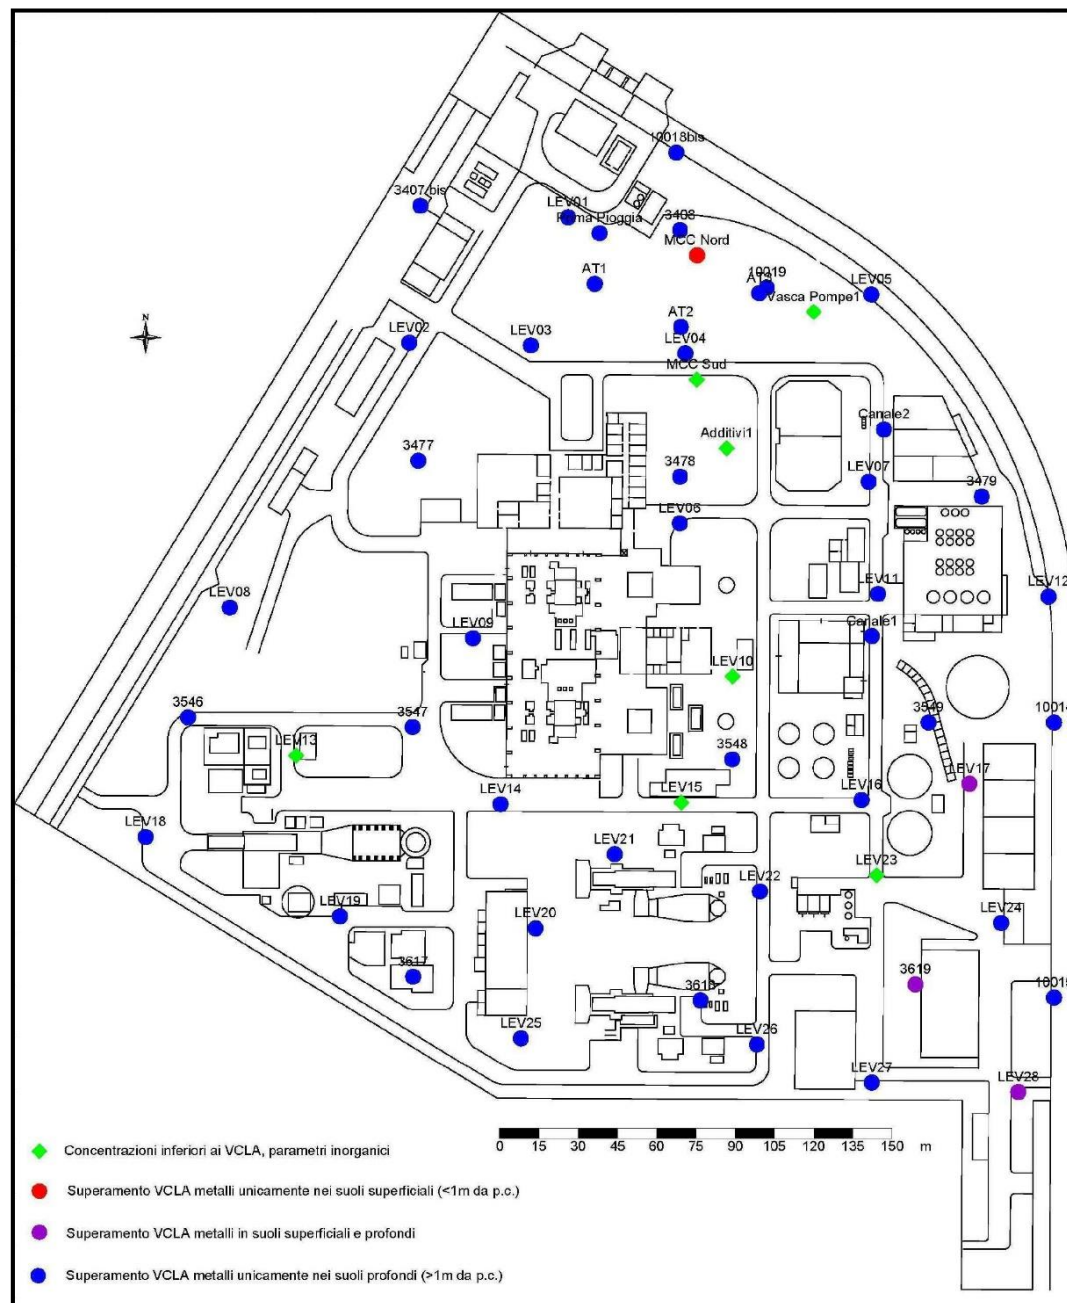 10018bis
3407 bis
LEV01
Prima Pioggia
3408
MCC Nord
AT1
10019
AT3
LEV05
Vasca Pompe1
N
LEV02
LEV03
AT2
LEV04
MCC Sud
Canale2
Additivi1
3477
3478
LEV07
3479
LEV06
LEV08
LEV11
LEV12
LEV09
Canale1
LEV10
3546
3547
LEV13
3549
10014
3548
LEV17
LEV14
LEV15
LEV16
LEV18
LEV21
LEV22
LEV23
LEV19
LEV20
LEV24
3617
3619
10015
LEV25
LEV26
LEV27
LEV28
0 15 30 45 60 75 90 105 120 135 150 m
Concentrazioni inferiori ai VCLA, parametri inorganici
Superamento VCLA metalli unicamente nei suoli superficiali (<1m da p.c.)
Superamento VCLA metalli in suoli superficiali e profondi
Superamento VCLA metalli unicamente nei suoli profondi (>1m da p.c.)